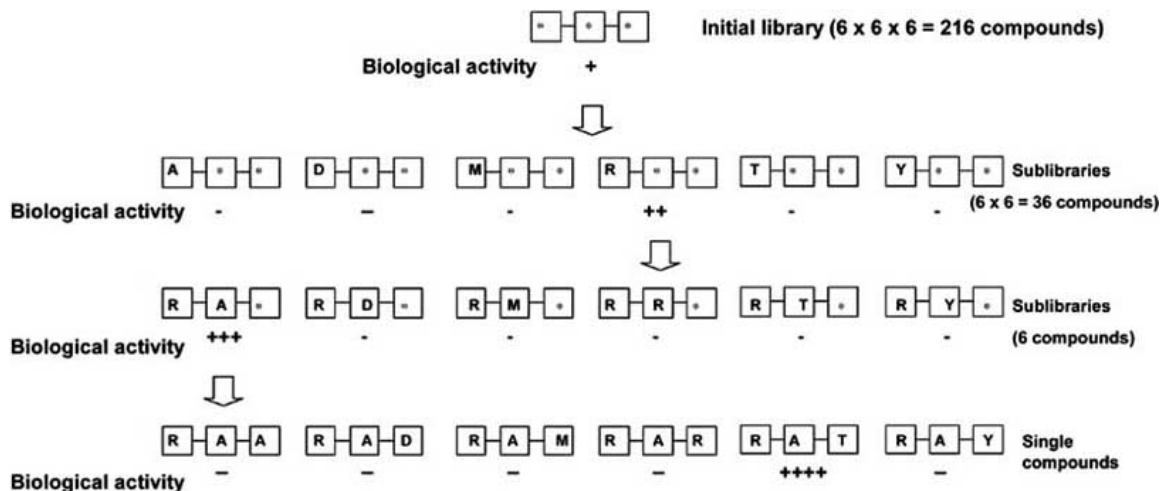 Initial library (6 x 6 x 6 = 216 compounds)
Biological activity +
A D M R T Y Sublibraries
(6 x 6 = 36 compounds)
Biological activity - – - ++ - -
R A R D R M R R R T R Y Sublibraries
(6 compounds)
Biological activity +++ - - - - -
R A A R A D R A M R A R R A T R A Y Single
compounds
Biological activity – – – – ++++ –